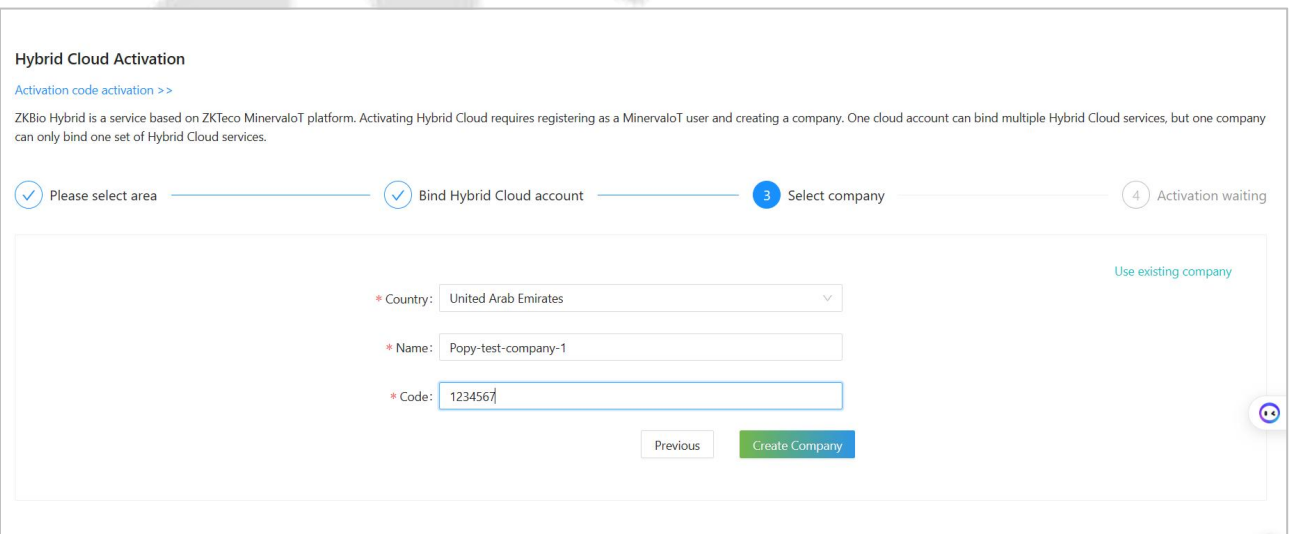 Hybrid Cloud Activation
Activation code activation >>
ZKBio Hybrid is a service based on ZKTeco MinervaIoT platform. Activating Hybrid Cloud requires registering as a MinervaIoT user and creating a company. One cloud account can bind multiple Hybrid Cloud services, but one company
can only bind one set of Hybrid Cloud services.
Please select area
Bind Hybrid Cloud account
3 Select company
4 Activation waiting
Use existing company
* Country: United Arab Emirates
* Name: Popy-test-company-1
* Code: 1234567
Previous
Create Company